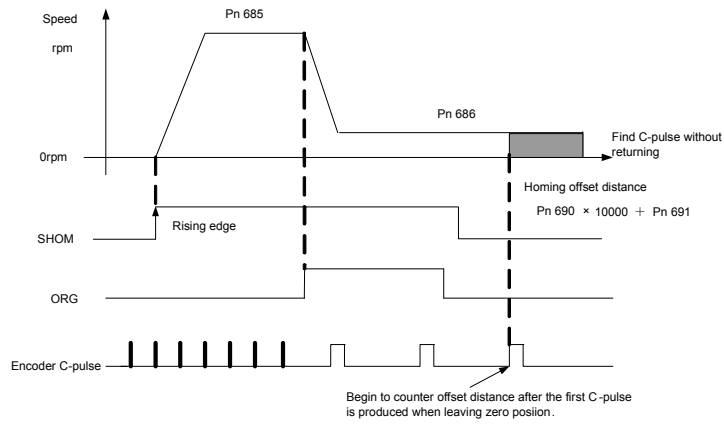 Speed
rpm
Pn 685
Pn 686
0rpm
Find C-pulse without
returning
Homing offset distance
Pn 690 × 10000 + Pn 691
Rising edge
SHOM
ORG
Encoder C-pulse
Begin to counter offset distance after the first C-pulse
is produced when leaving zero posiion.